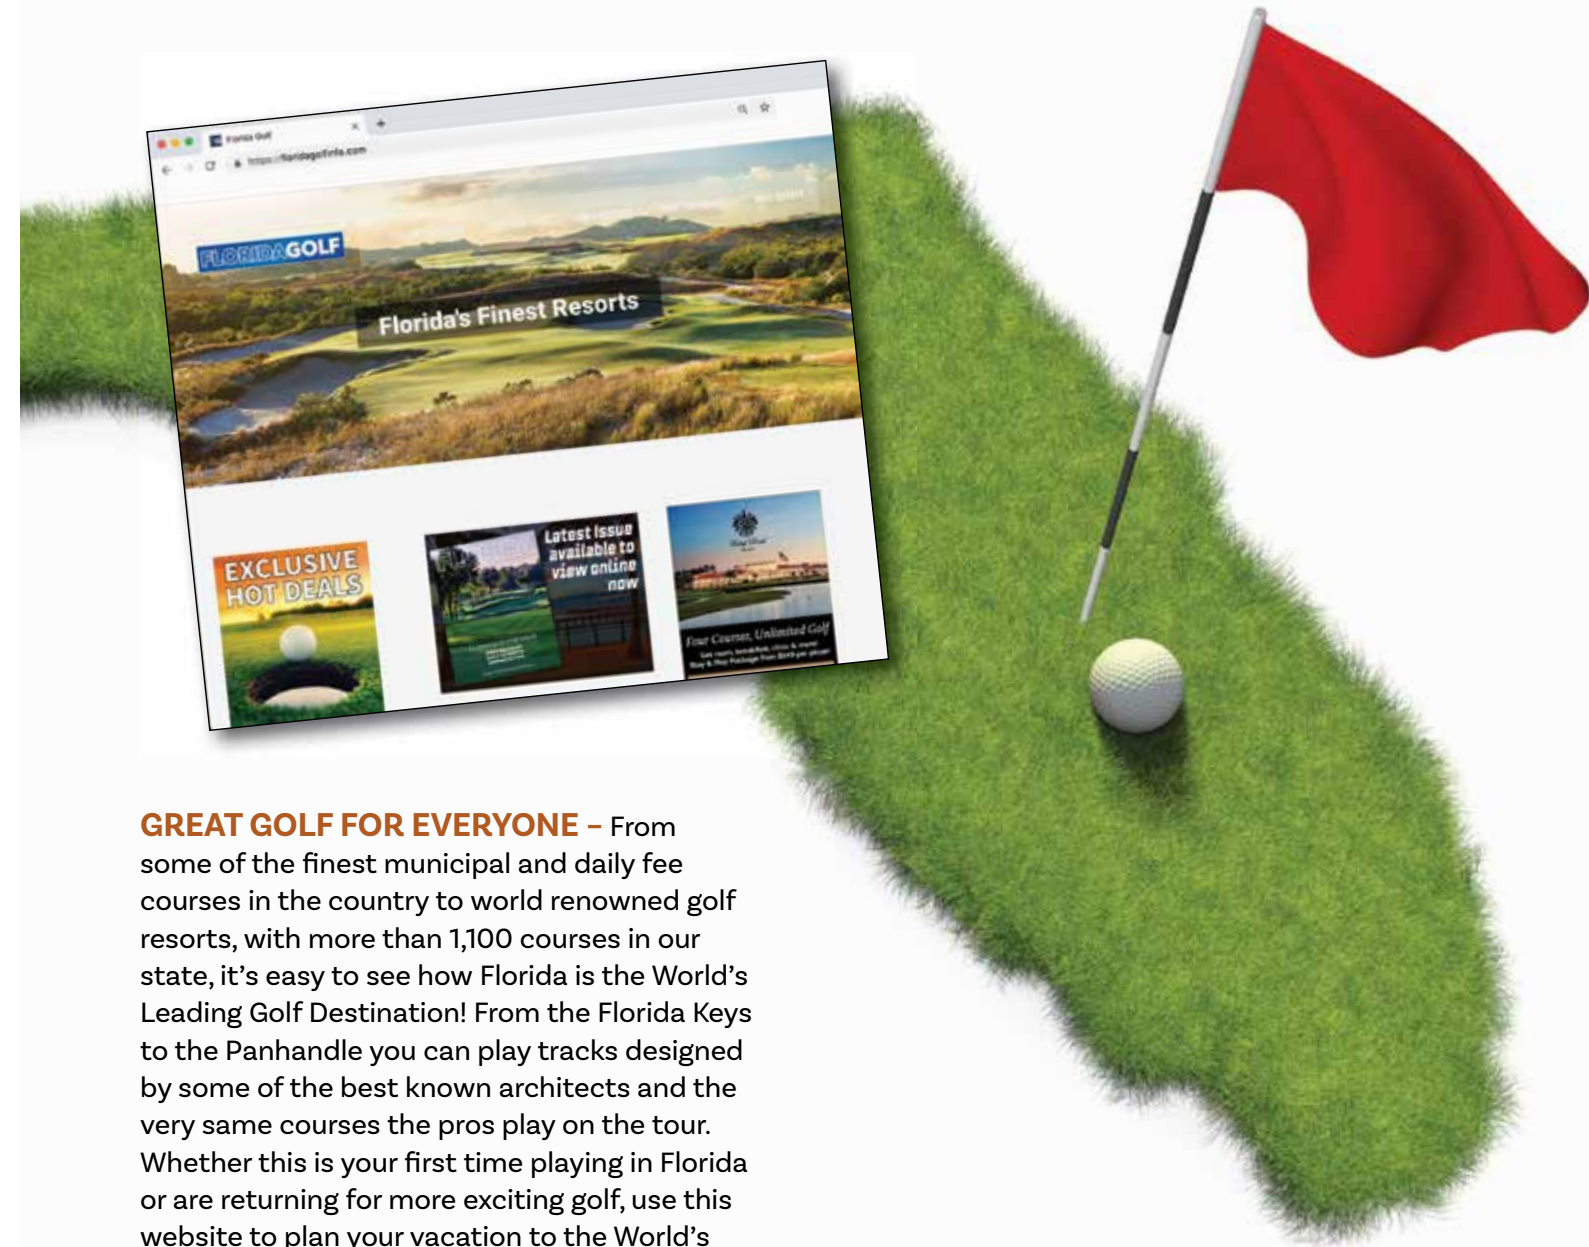 Florida Golf
https://floridagolfinfo.com
FLORIDAGOLF
Florida's Finest Resorts
EXCLUSIVE
HOT DEALS
Latest Issue
available to
view online
now
Four Courses, Unlimited Golf
GREAT GOLF FOR EVERYONE – From
some of the finest municipal and daily fee
courses in the country to world renowned golf
resorts, with more than 1,100 courses in our
state, it’s easy to see how Florida is the World’s
Leading Golf Destination! From the Florida Keys
to the Panhandle you can play tracks designed
by some of the best known architects and the
very same courses the pros play on the tour.
Whether this is your first time playing in Florida
or are returning for more exciting golf, use this
website to plan your vacation to the World’s